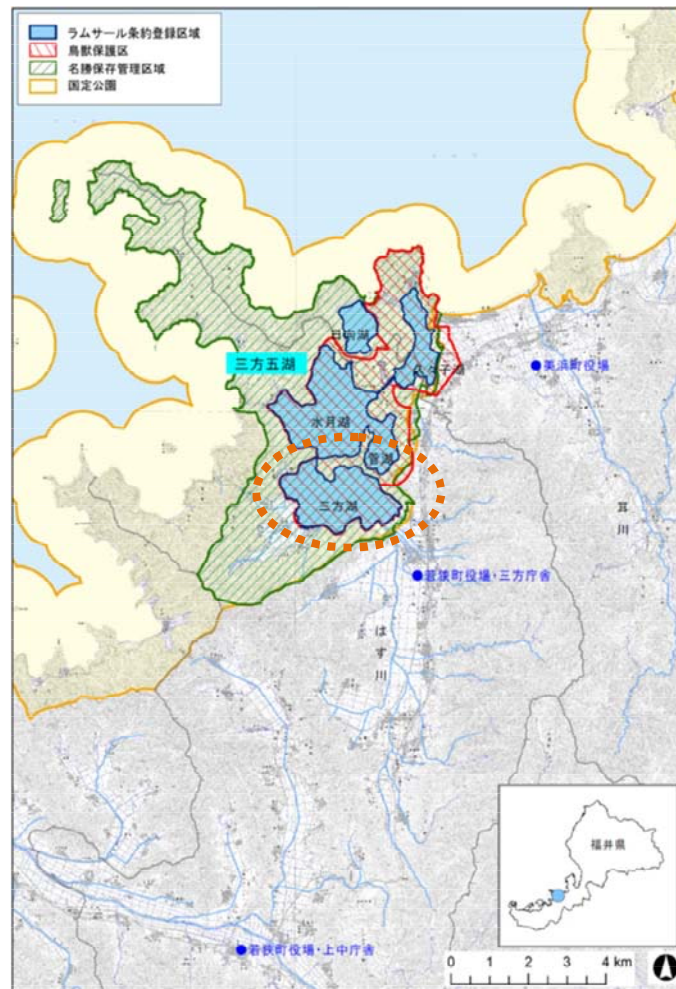 ラムサール条約登録区域
鳥獣保護区
名勝保存管理区域
国定公園
日向湖
三方五湖
久々子湖
美浜町役場
水月湖
菅湖
三方湖
耳川
若狭町役場・三方庁舎
はす川
福井県
若狭町役場・上中庁舎
0 1 2 3 4 km